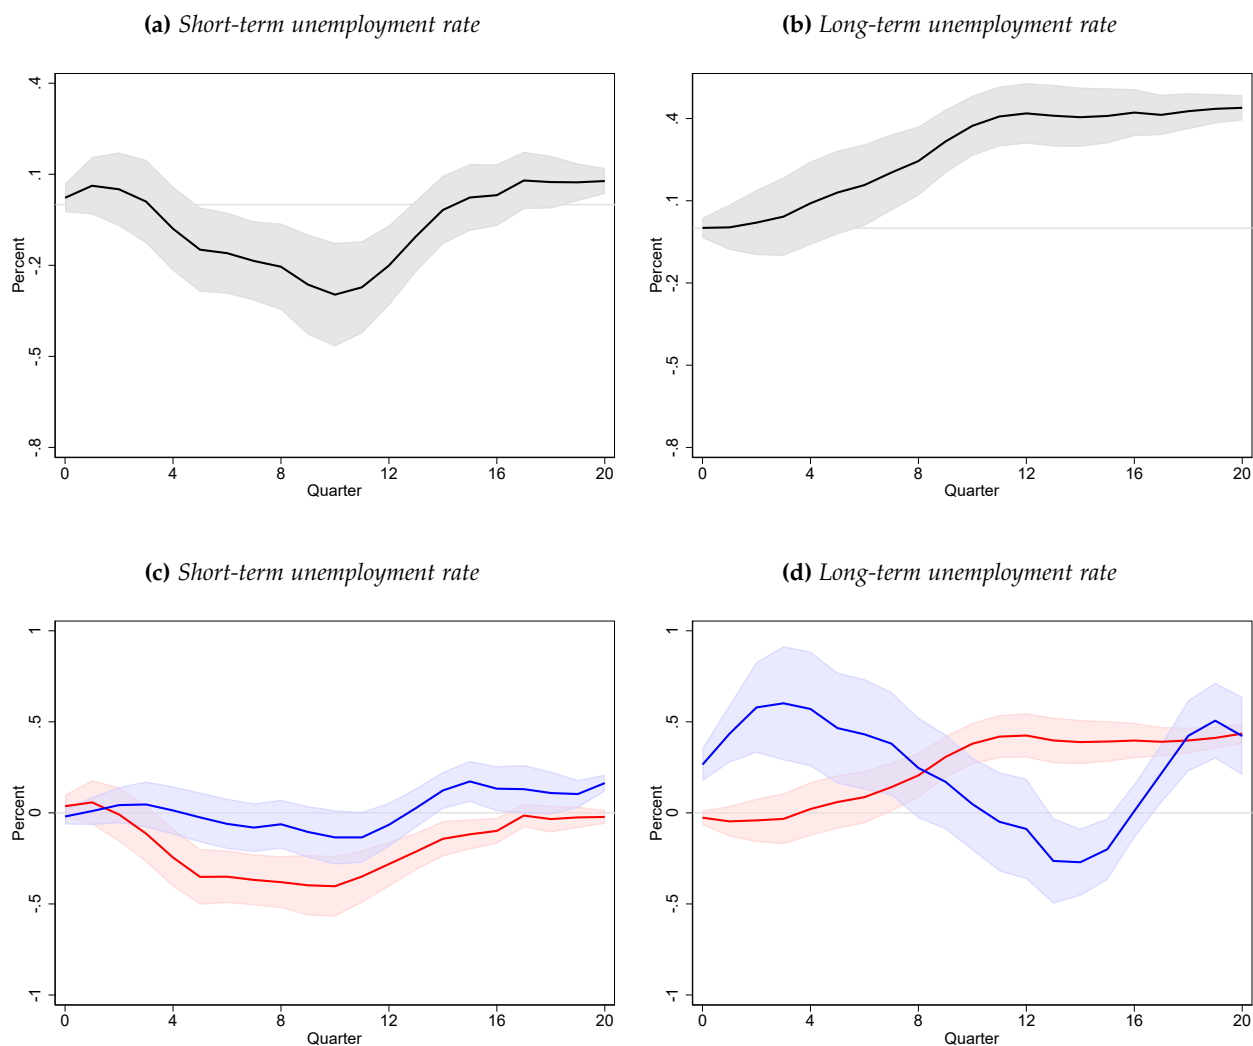 (a) Short-term unemployment rate
Percent
.4
.1
-.2
-.5
-.8
0 4 8 12 16 20
Quarter
(b) Long-term unemployment rate
Percent
.4
.1
-.2
-.5
-.8
0 4 8 12 16 20
Quarter
(c) Short-term unemployment rate
Percent
1
.5
0
-.5
-1
0 4 8 12 16 20
Quarter
(d) Long-term unemployment rate
Percent
1
.5
0
-.5
-1
0 4 8 12 16 20
Quarter